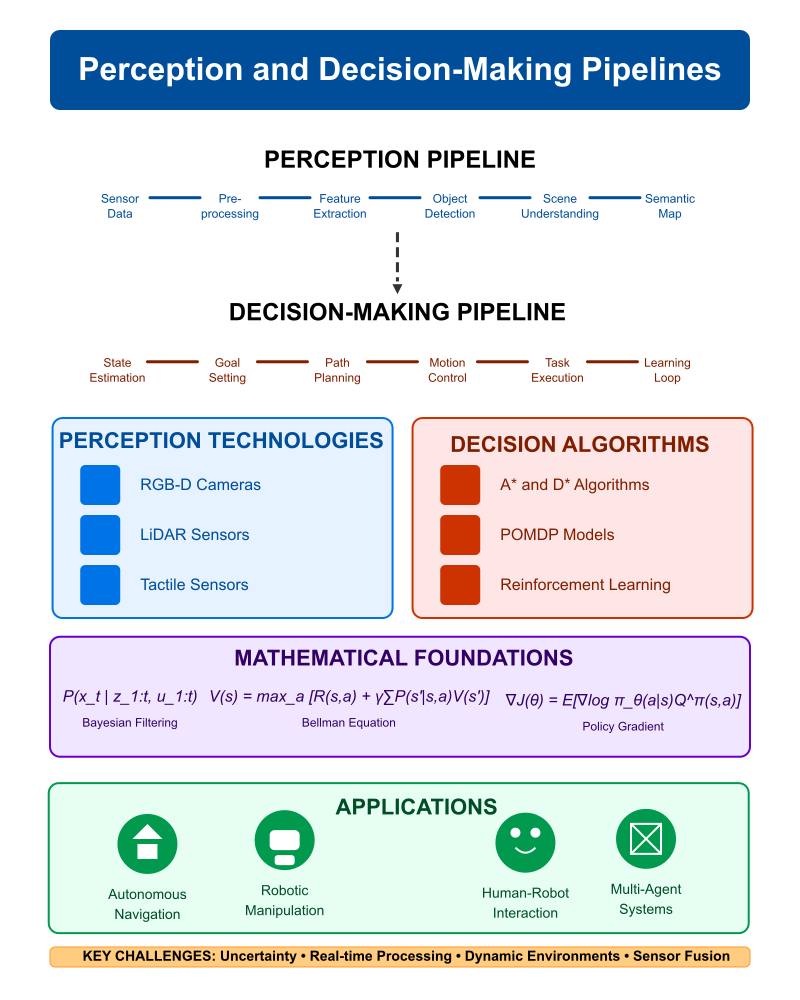 Perception and Decision-Making Pipelines
PERCEPTION PIPELINE
Sensor
Data
Pre-
processing
Feature
Extraction
Object
Detection
Scene
Understanding
Semantic
Map
DECISION-MAKING PIPELINE
State
Estimation
Goal
Setting
Path
Planning
Motion
Control
Task
Execution
Learning
Loop
PERCEPTION TECHNOLOGIES
RGB-D Cameras
LiDAR Sensors
Tactile Sensors
DECISION ALGORITHMS
A* and D* Algorithms
POMDP Models
Reinforcement Learning
MATHEMATICAL FOUNDATIONS
P(x_t | z_1:t, u_1:t)
Bayesian Filtering
V(s) = max_a [R(s,a) + γ∑P(s'|s,a)V(s')]
Bellman Equation
∇J(θ) = E[∇log π_θ(a|s)Q^π(s,a)]
Policy Gradient
APPLICATIONS
Autonomous
Navigation
Robotic
Manipulation
Human-Robot
Interaction
Multi-Agent
Systems
KEY CHALLENGES: Uncertainty • Real-time Processing • Dynamic Environments • Sensor Fusion